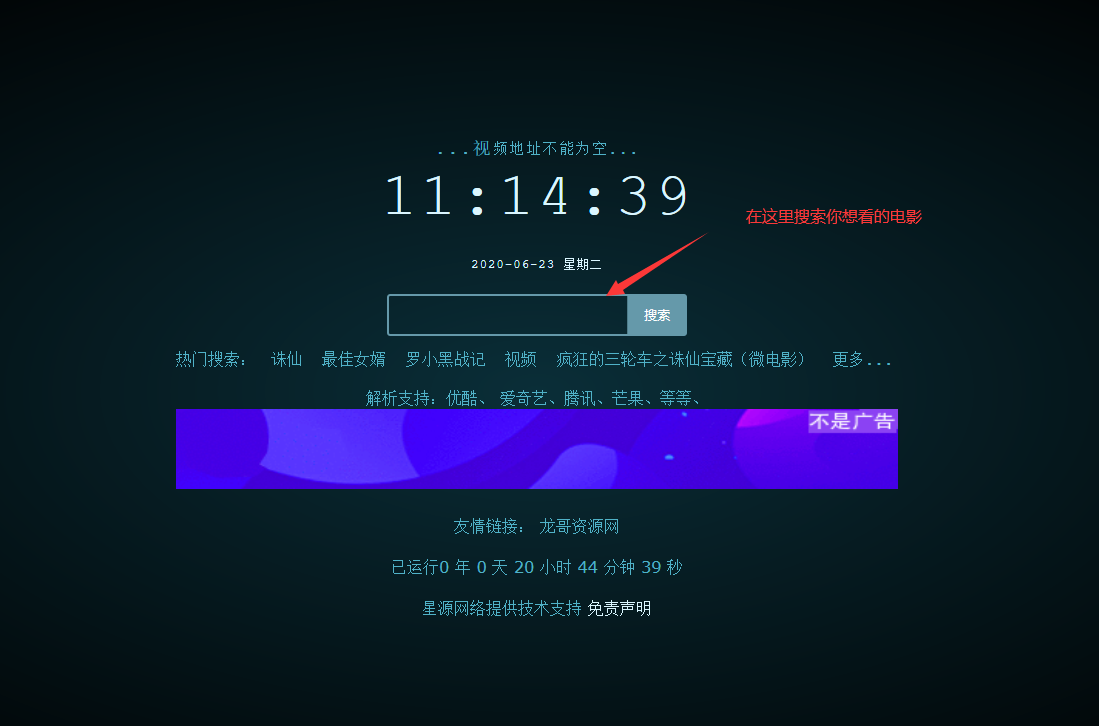 ...视频地址不能为空...
11:14:39
在这里搜索你想看的电影
2020-06-23 星期二
搜索
热门搜索: 诛仙 最佳女婿 罗小黑战记 视频 疯狂的三轮车之诛仙宝藏（微电影） 更多...
解析支持: 优酷、 爱奇艺、腾讯、芒果、等等、
不是广告
友情链接: 龙哥资源网
已运行0 年 0 天 20 小时 44 分钟 39 秒
星源网络提供技术支持 免责声明